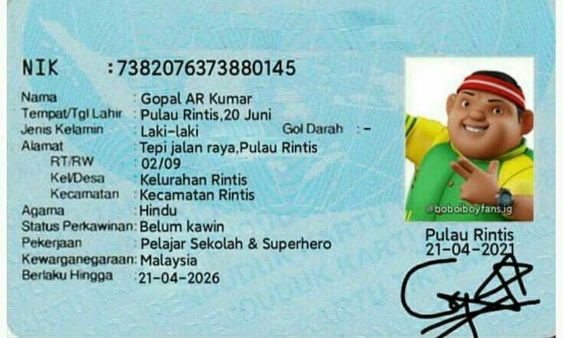 NIK : 7382076373880145
Nama : Gopal AR Kumar
Tempat/Tgl Lahir : Pulau Rintis,20 Juni
Jenis Kelamin : Laki-laki Gol Darah : -
Alamat : Tepi jalan raya,Pulau Rintis
RT/RW : 02/09
Kel/Desa : Kelurahan Rintis
Kecamatan : Kecamatan Rintis
Agama : Hindu
Status Perkawinan: Belum kawin
Pekerjaan : Pelajar Sekolah & Superhero
Kewarganegaraan: Malaysia
Berlaku Hingga : 21-04-2026
@boboiboyfans.ig
Pulau Rintis
21-04-2021